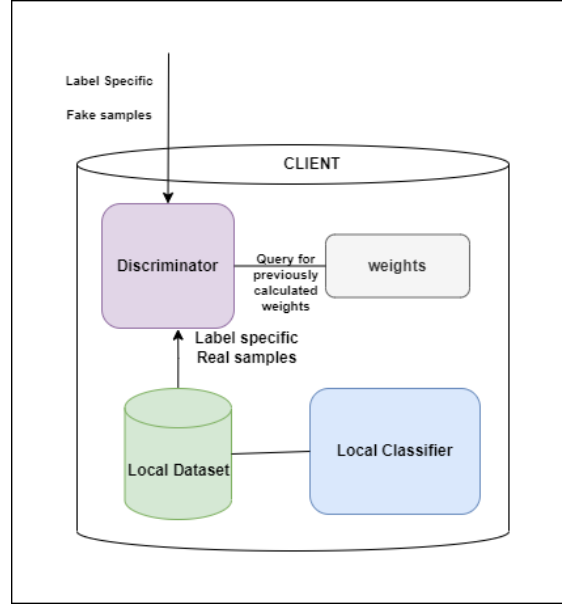 Label Specific
Fake samples
CLIENT
Discriminator
Query for
previously
calculated
weights
weights
Label specific
Real samples
Local Dataset
Local Classifier